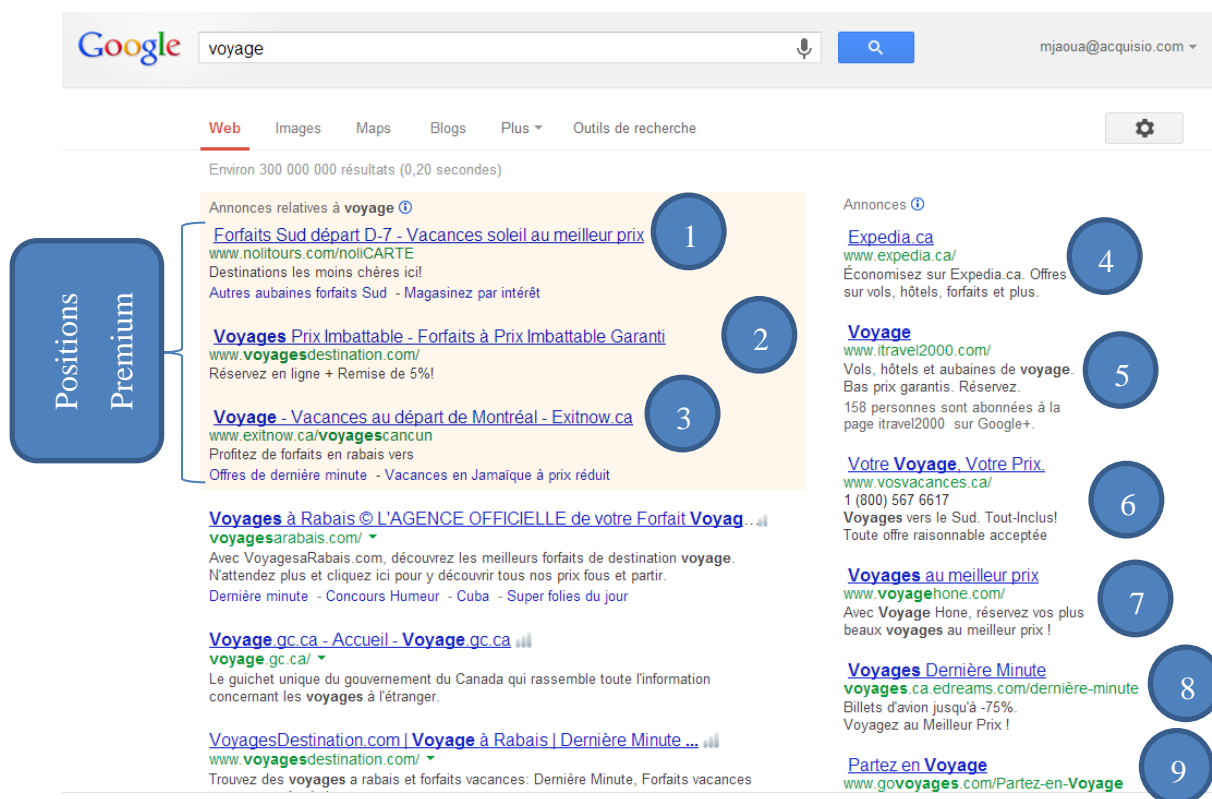 Google
voyage
mjaoua@acquisio.com
Web Images Maps Blogs Plus Outils de recherche
Environ 300 000 000 résultats (0,20 secondes)
Positions
Premium
Annonces relatives à voyage
Forfaits Sud départ D-7 - Vacances soleil au meilleur prix
www.nolitours.com/noliCARTE
Destinations les moins chères ici!
Autres aubaines forfaits Sud - Magasinez par intérêt
1
Voyages Prix Imbattable - Forfaits à Prix Imbattable Garanti
www.voyagesdestination.com/
Réservez en ligne + Remise de 5%!
2
Voyage - Vacances au départ de Montréal - Exitnow.ca
www.exitnow.ca/voyagescancun
Profitez de forfaits en rabais vers
Offres de dernière minute - Vacances en Jamaïque à prix réduit
3
Voyages à Rabais © L'AGENCE OFFICIELLE de votre Forfait Voyag...
voyagesarabais.com/
Avec VoyagesaRabais.com, découvrez les meilleurs forfaits de destination voyage.
N'attendez plus et cliquez ici pour y découvrir tous nos prix fous et partir.
Dernière minute - Concours Humeur - Cuba - Super folies du jour
Voyage.gc.ca - Accueil - Voyage.gc.ca
voyage.gc.ca/
Le guichet unique du gouvernement du Canada qui rassemble toute l'information
concernant les voyages à l'étranger.
VoyagesDestination.com | Voyage à Rabais | Dernière Minute ...
www.voyagesdestination.com/
Trouvez des voyages a rabais et forfaits vacances: Dernière Minute, Forfaits vacances
Annonces
Expedia.ca
www.expedia.ca/
Économisez sur Expedia.ca. Offres
sur vols, hôtels, forfaits et plus.
4
Voyage
www.itravel2000.com/
Vols, hôtels et aubaines de voyage.
Bas prix garantis. Réservez.
158 personnes sont abonnées à la
page itravel2000 sur Google+.
5
Votre Voyage, Votre Prix.
www.vosvacances.ca/
1 (800) 567 6617
Voyages vers le Sud. Tout-Inclus!
Toute offre raisonnable acceptée
6
Voyages au meilleur prix
www.voyagehone.com/
Avec Voyage Hone, réservez vos plus
beaux voyages au meilleur prix !
7
Voyages Dernière Minute
voyages.ca.edreams.com/dernière-minute
Billets d'avion jusqu'à -75%.
Voyagez au Meilleur Prix !
8
Partez en Voyage
www.govoyages.com/Partez-en-Voyage
9